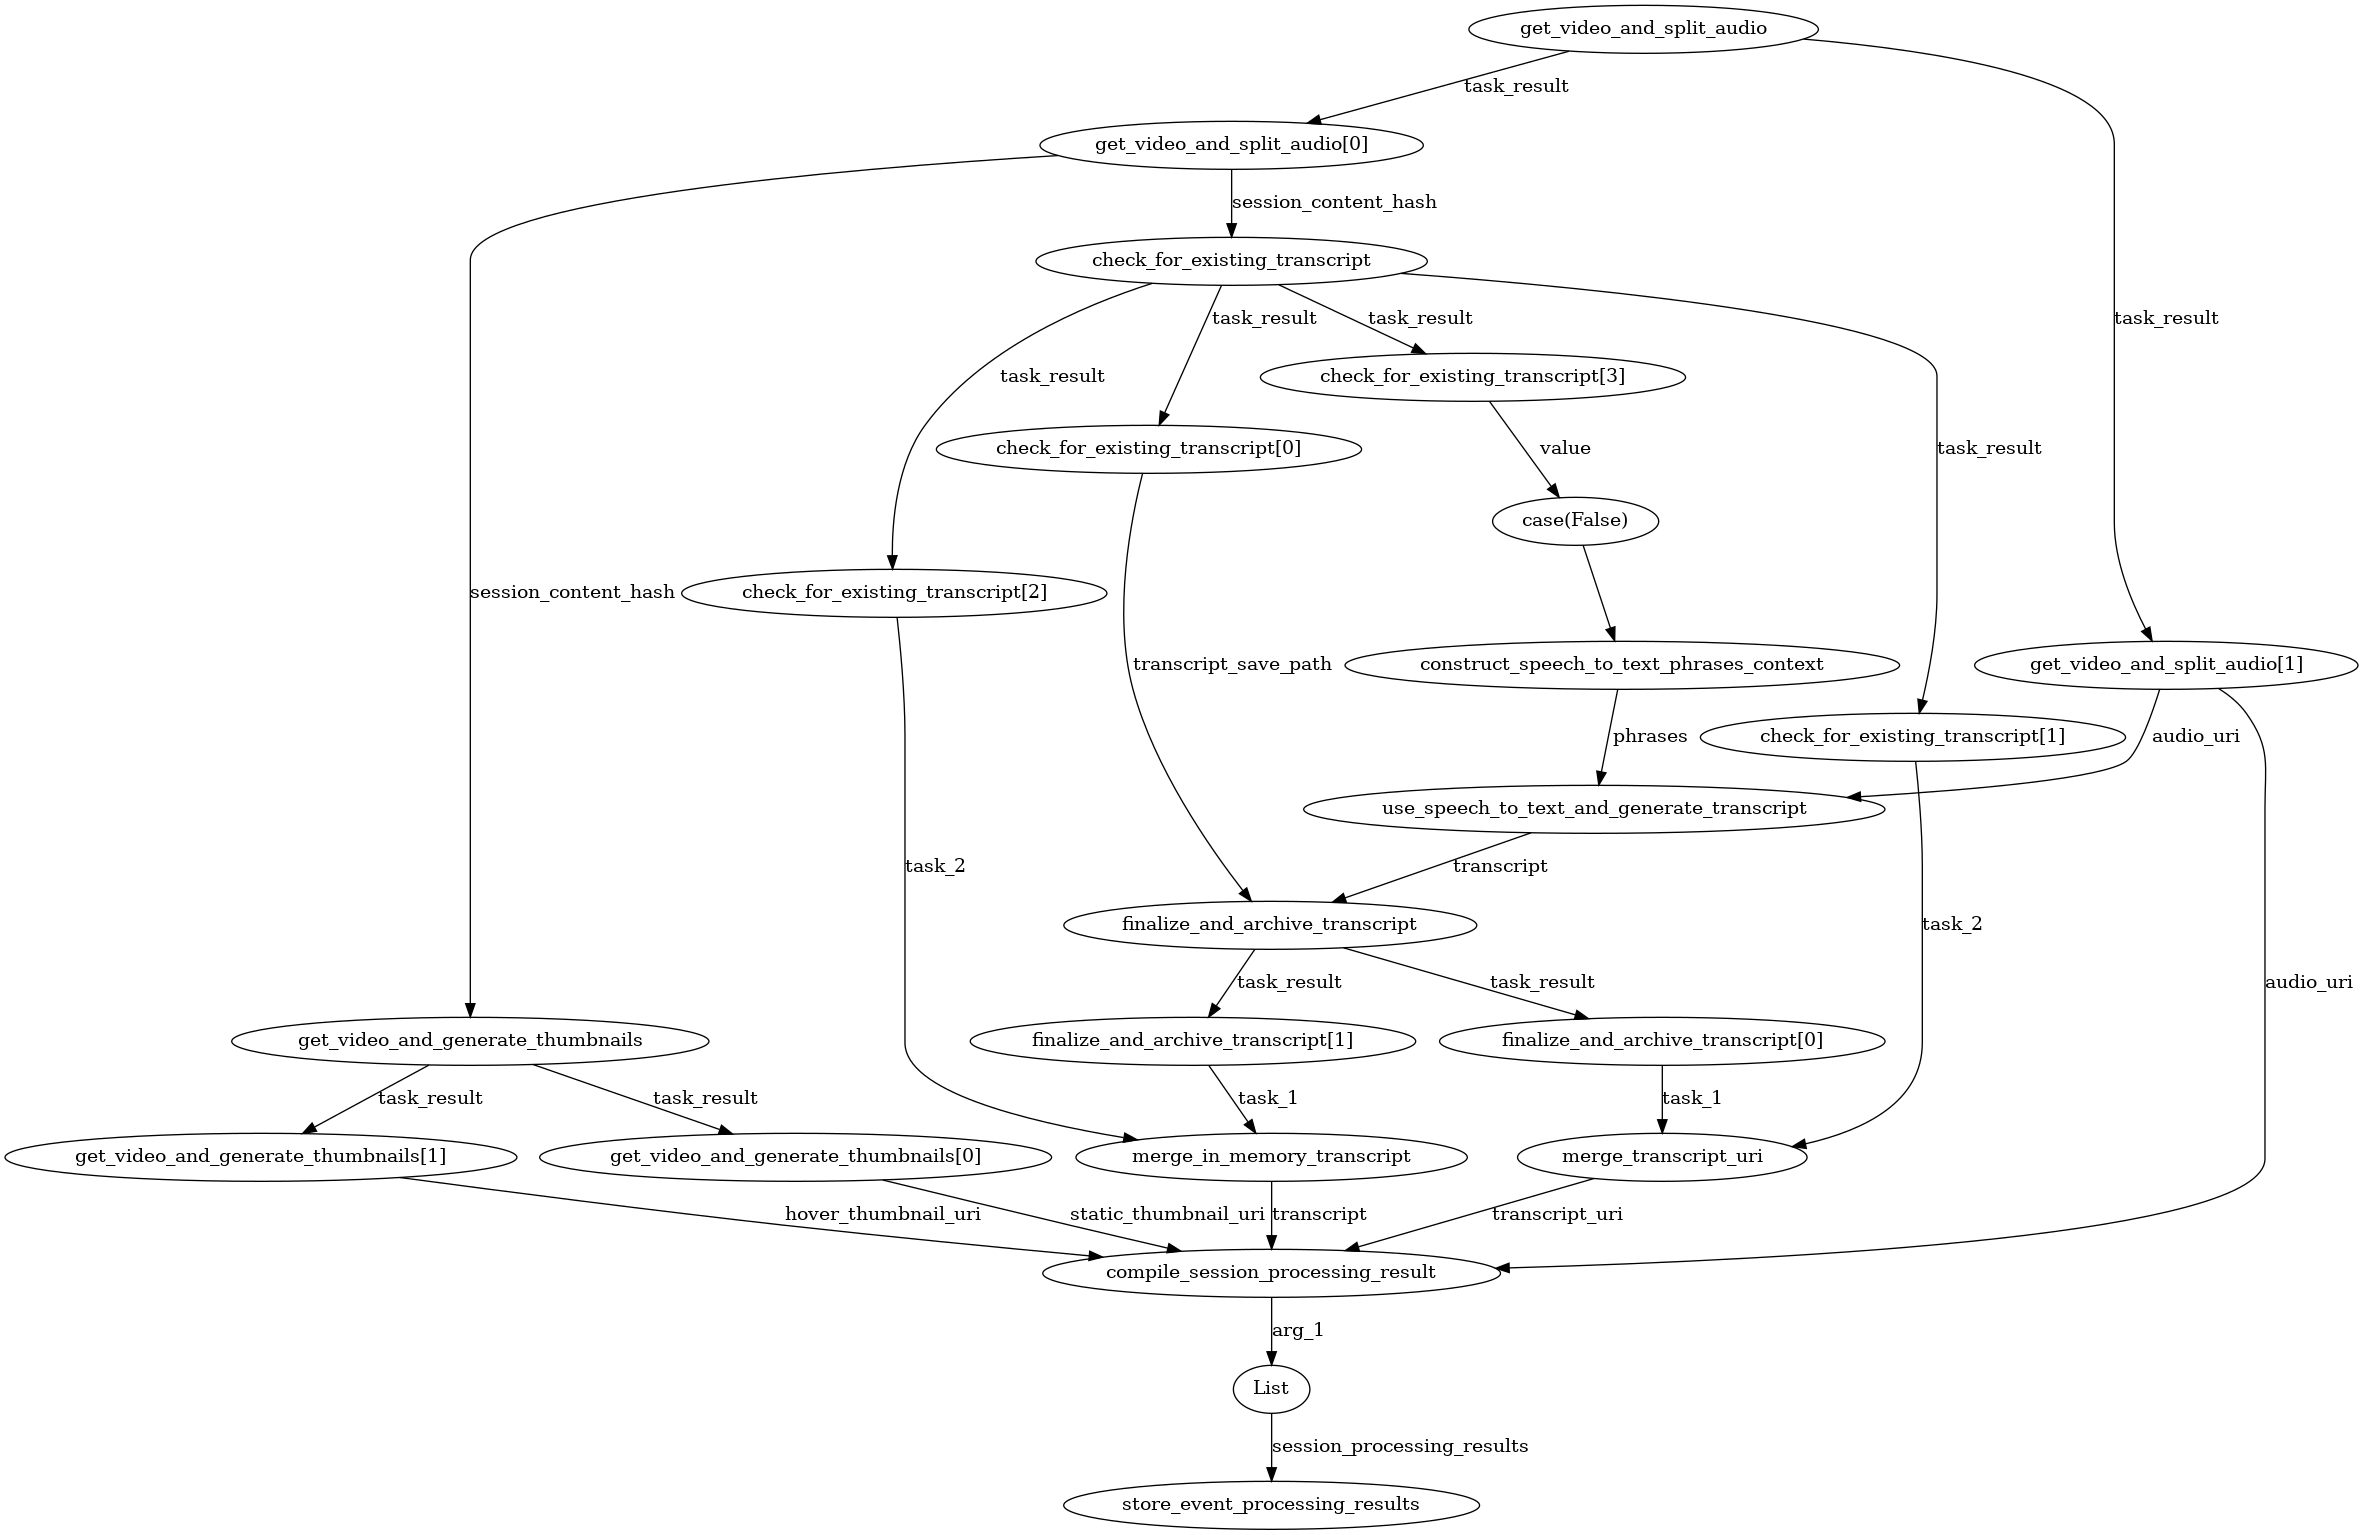 get_video_and_split_audio
task_result
get_video_and_split_audio[0]
session_content_hash
check_for_existing_transcript
task_result
task_result
task_result
task_result
check_for_existing_transcript[3]
task_result
check_for_existing_transcript[0]
value
task_result
case(False)
session_content_hash
check_for_existing_transcript[2]
transcript_save_path
construct_speech_to_text_phrases_context
get_video_and_split_audio[1]
phrases
check_for_existing_transcript[1]
audio_uri
use_speech_to_text_and_generate_transcript
task_2
transcript
finalize_and_archive_transcript
task_2
task_result
task_result
audio_uri
get_video_and_generate_thumbnails
finalize_and_archive_transcript[1]
finalize_and_archive_transcript[0]
task_result
task_result
task_1
task_1
get_video_and_generate_thumbnails[1]
get_video_and_generate_thumbnails[0]
merge_in_memory_transcript
merge_transcript_uri
hover_thumbnail_uri
static_thumbnail_uri
transcript
transcript_uri
compile_session_processing_result
arg_1
List
session_processing_results
store_event_processing_results